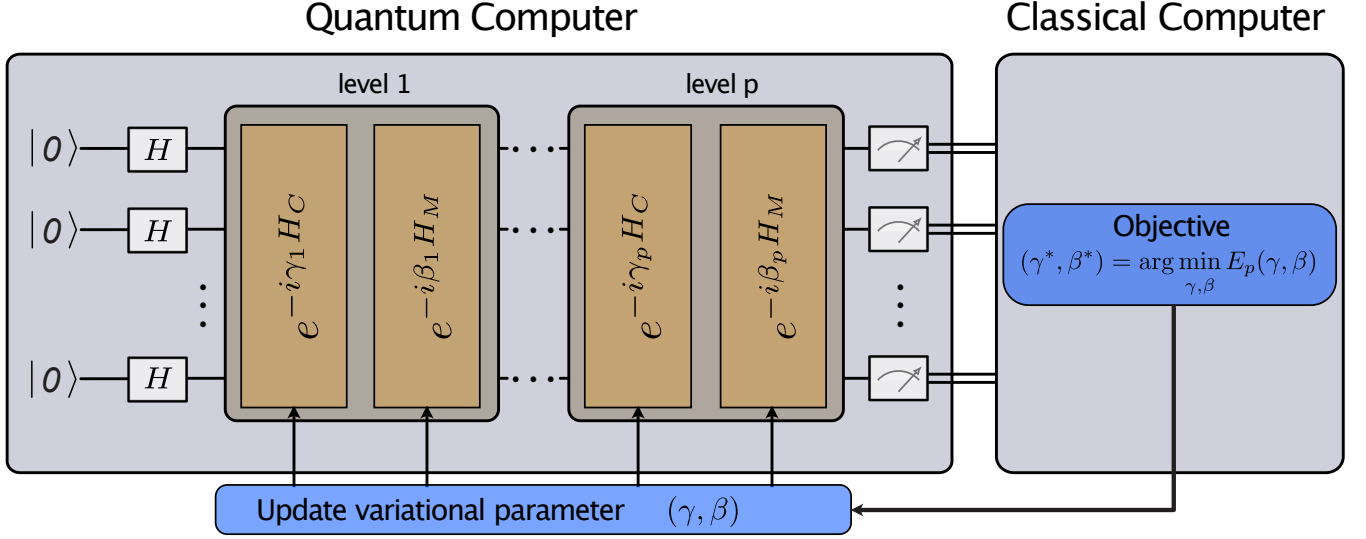 Quantum Computer
Classical Computer
level 1
level p
|0⟩ H
|0⟩ H
|0⟩ H
e^{-iγ_1 H_C}
e^{-iβ_1 H_M}
e^{-iγ_p H_C}
e^{-iβ_p H_M}
Objective
(γ*, β*) = arg min E_p(γ, β)
γ,β
Update variational parameter (γ, β)